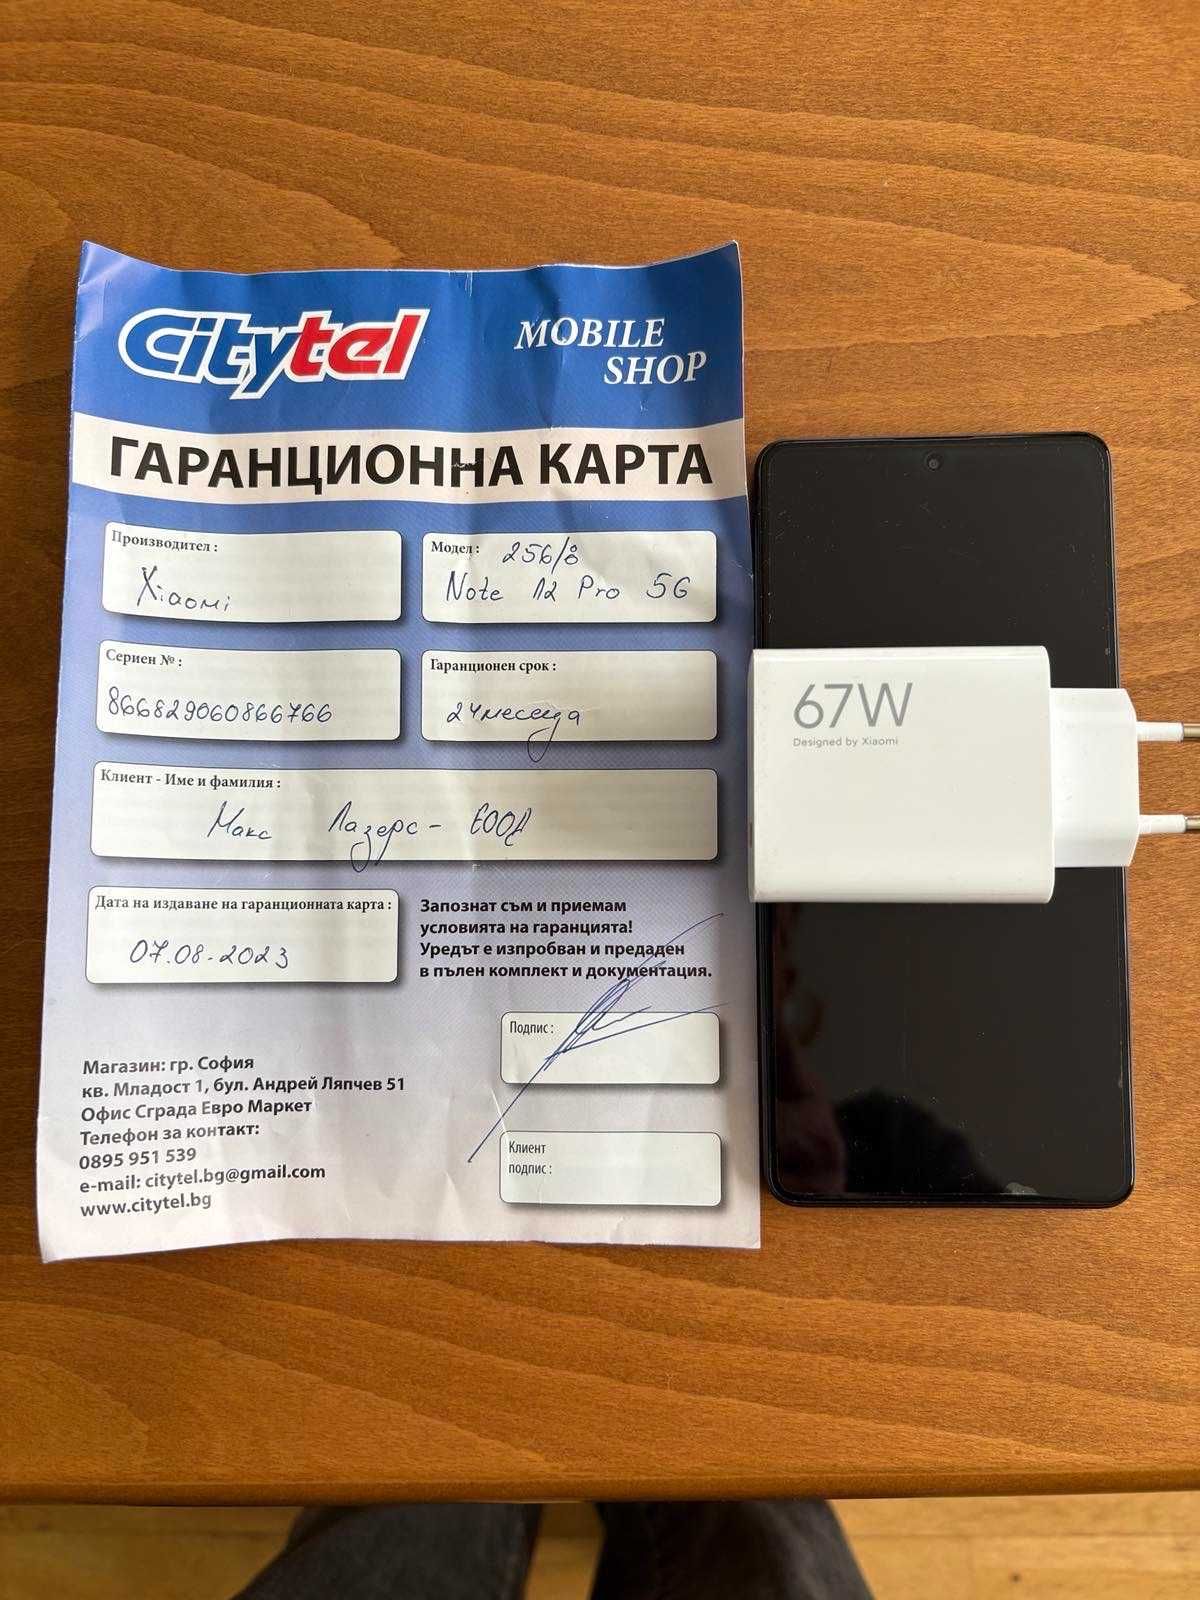 Citytel
MOBILE
SHOP
ГАРАНЦИОННА КАРТА
Производител :
Xiaomi
Модел : 256/8
Note 12 Pro 5G
Сериен № :
866829060866766
Гаранционен срок :
24 месеца
Клиент - Име и фамилия :
Макс Лазерс - ЕООД
Дата на издаване на гаранционната карта :
07.08.2023
Запознат съм и приемам
условията на гаранцията!
Уредът е изпробван и предаден
в пълен комплект и документация.
Подпис :
Клиент
подпис :
Магазин: гр. София
кв. Младост 1, бул. Андрей Ляпчев 51
Офис Сграда Евро Маркет
Телефон за контакт:
0895 951 539
e-mail: citytel.bg@gmail.com
www.citytel.bg
67W
Designed by Xiaomi